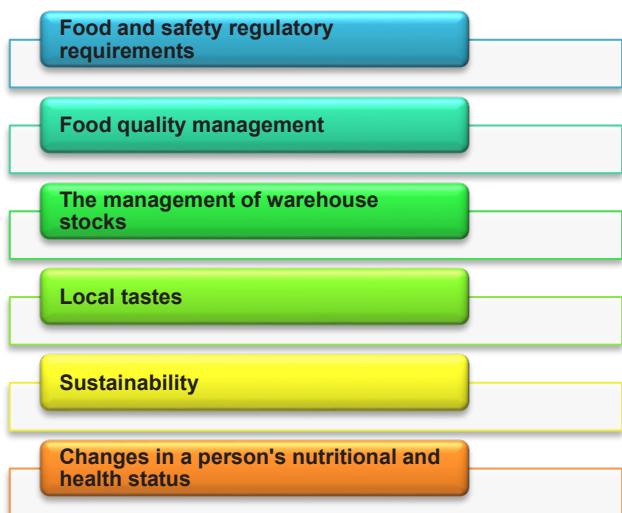 Food and safety regulatory
requirements
Food quality management
The management of warehouse
stocks
Local tastes
Sustainability
Changes in a person's nutritional and
health status